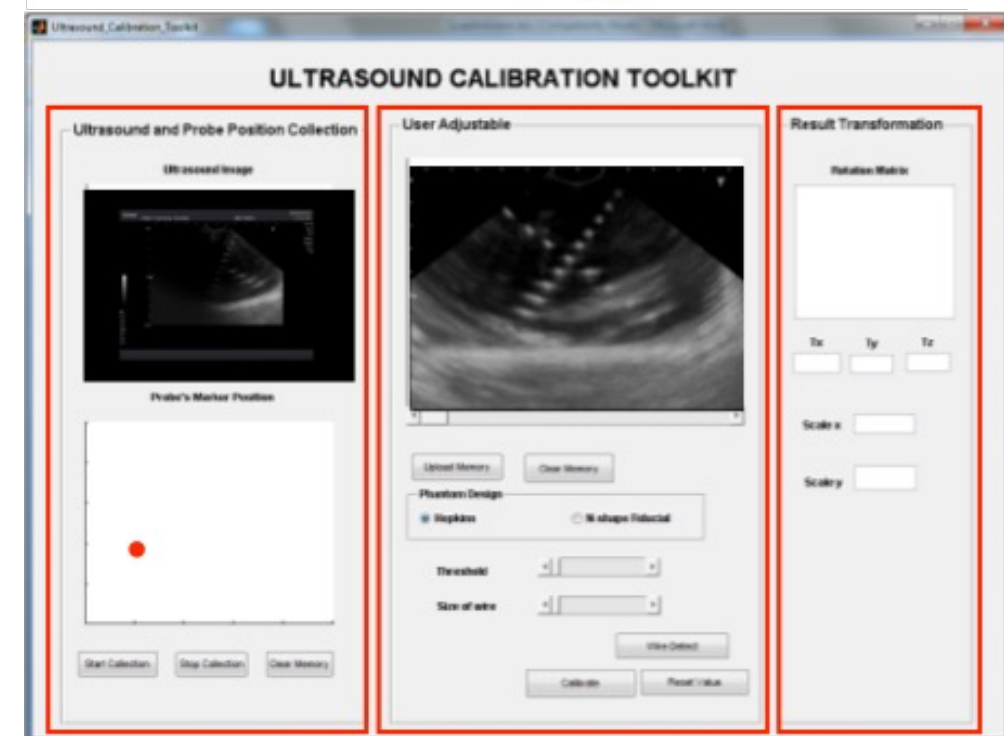 Ultrasound_Calibration_Toolkit
ULTRASOUND CALIBRATION TOOLKIT
Ultrasound and Probe Position Collection
Ultrasound Image
Probe's Marker Position
Start Collection
Stop Collection
Clear Memory
User Adjustable
Upload Memory
Clear Memory
Phantom Design
Hopkins
N-shape Fiducial
Threshold
Size of wire
Wire Detect
Calibrate
Reset Value
Result Transformation
Rotation Matrix
Tx Ty Tz
Scale x
Scale y